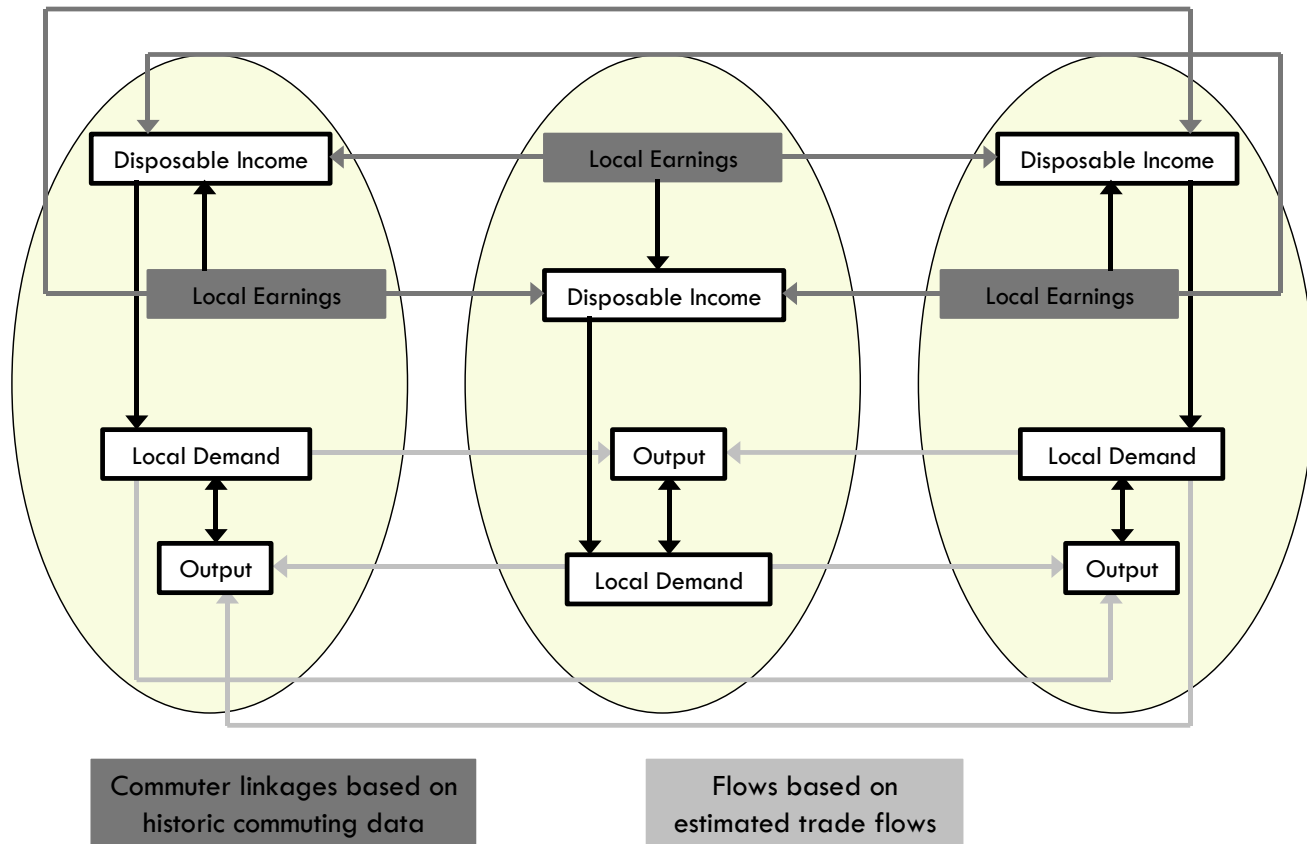 Disposable Income
Local Earnings
Disposable Income
Local Earnings
Disposable Income
Local Earnings
Local Demand
Output
Local Demand
Output
Local Demand
Output
Commuter linkages based on
historic commuting data
Flows based on
estimated trade flows